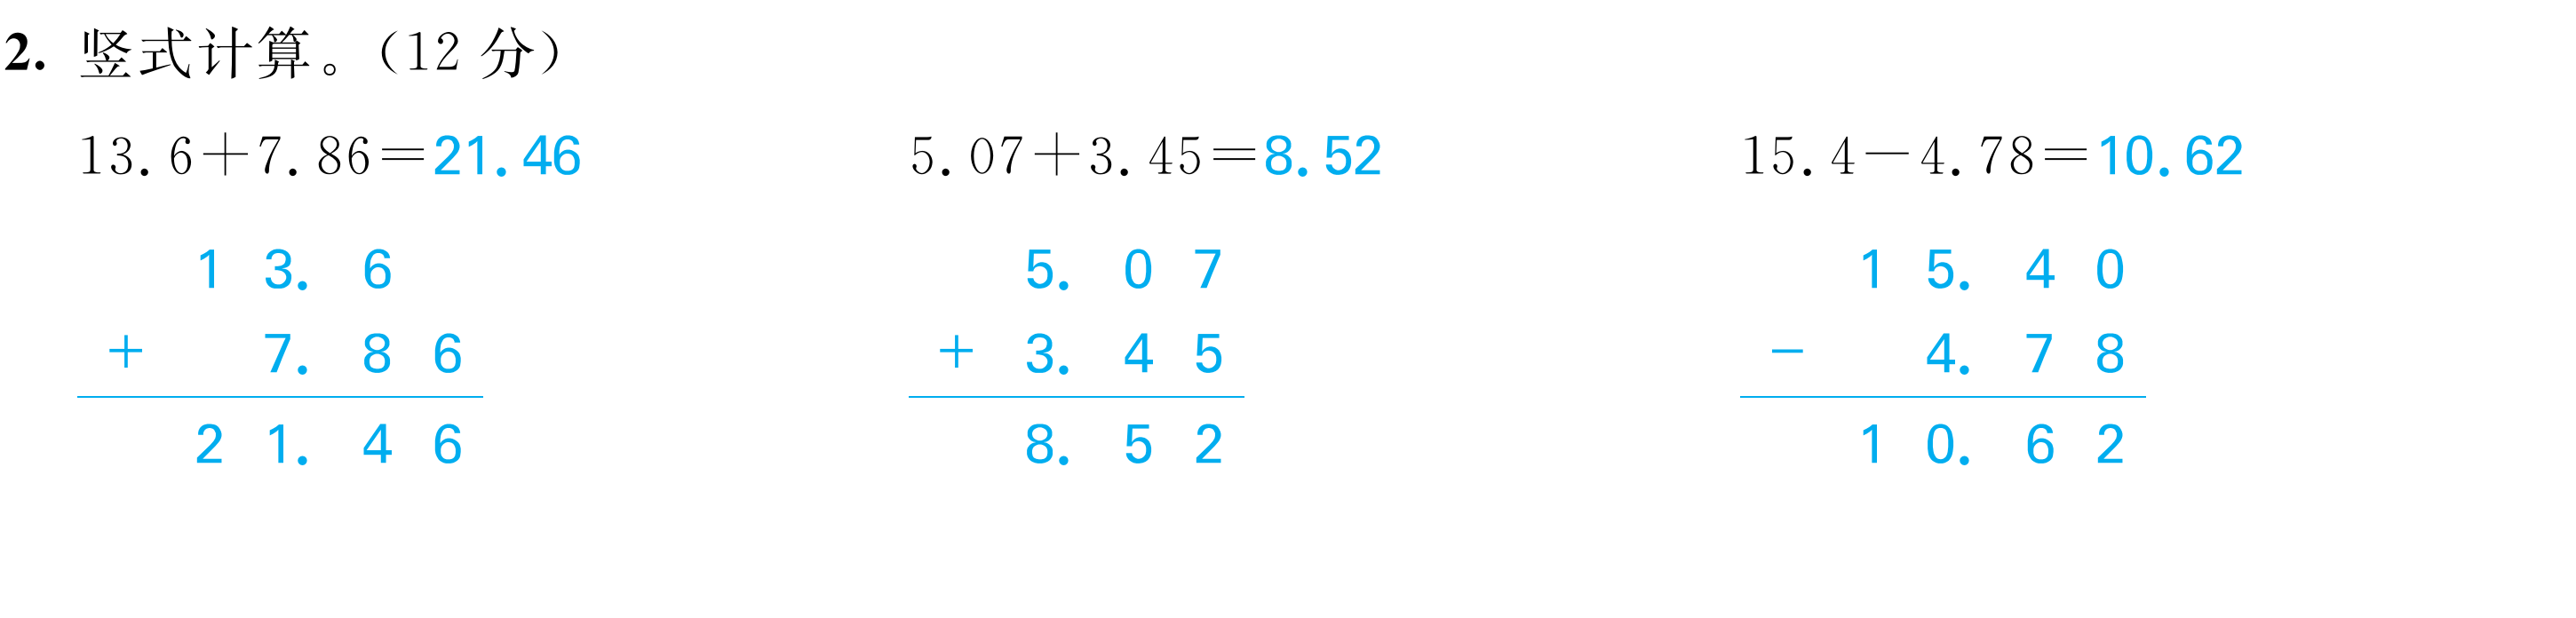 2. 竖式计算。(12 分)
13.6+7.86=21.46 5.07+3.45=8.52 15.4-4.78=10.62
1 3. 6 5. 0 7 1 5. 4 0
+ 7. 8 6 + 3. 4 5 - 4. 7 8
2 1. 4 6 8. 5 2 1 0. 6 2